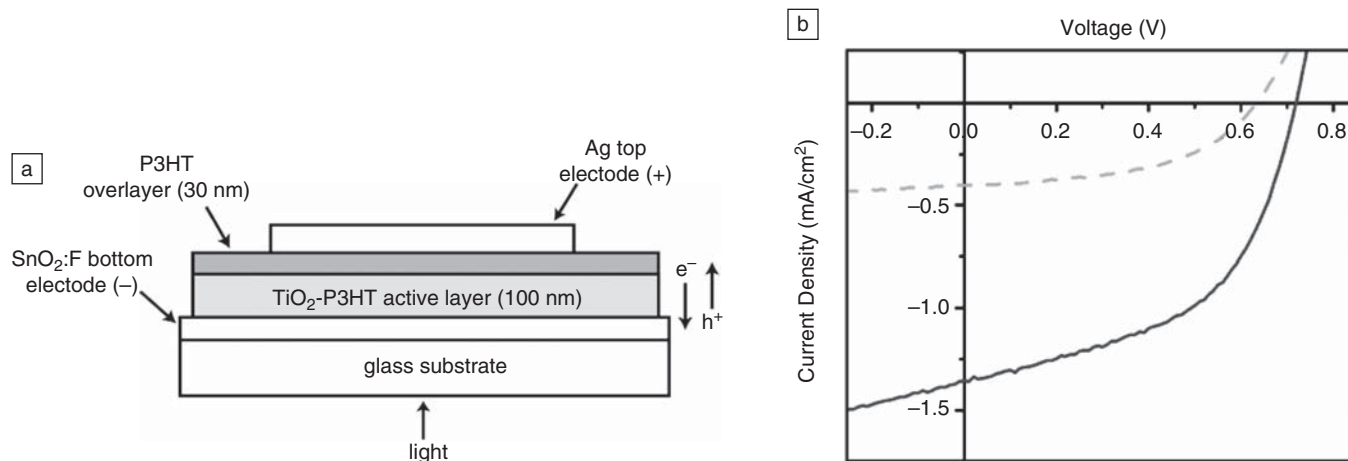 a
P3HT
overlayer (30 nm)
Ag top
electode (+)
SnO₂:F bottom
electode (–)
TiO₂-P3HT active layer (100 nm)
e⁻
h⁺
glass substrate
light
b
Voltage (V)
–0.2 0.0 0.2 0.4 0.6 0.8
Current Density (mA/cm²)
–0.5
–1.0
–1.5